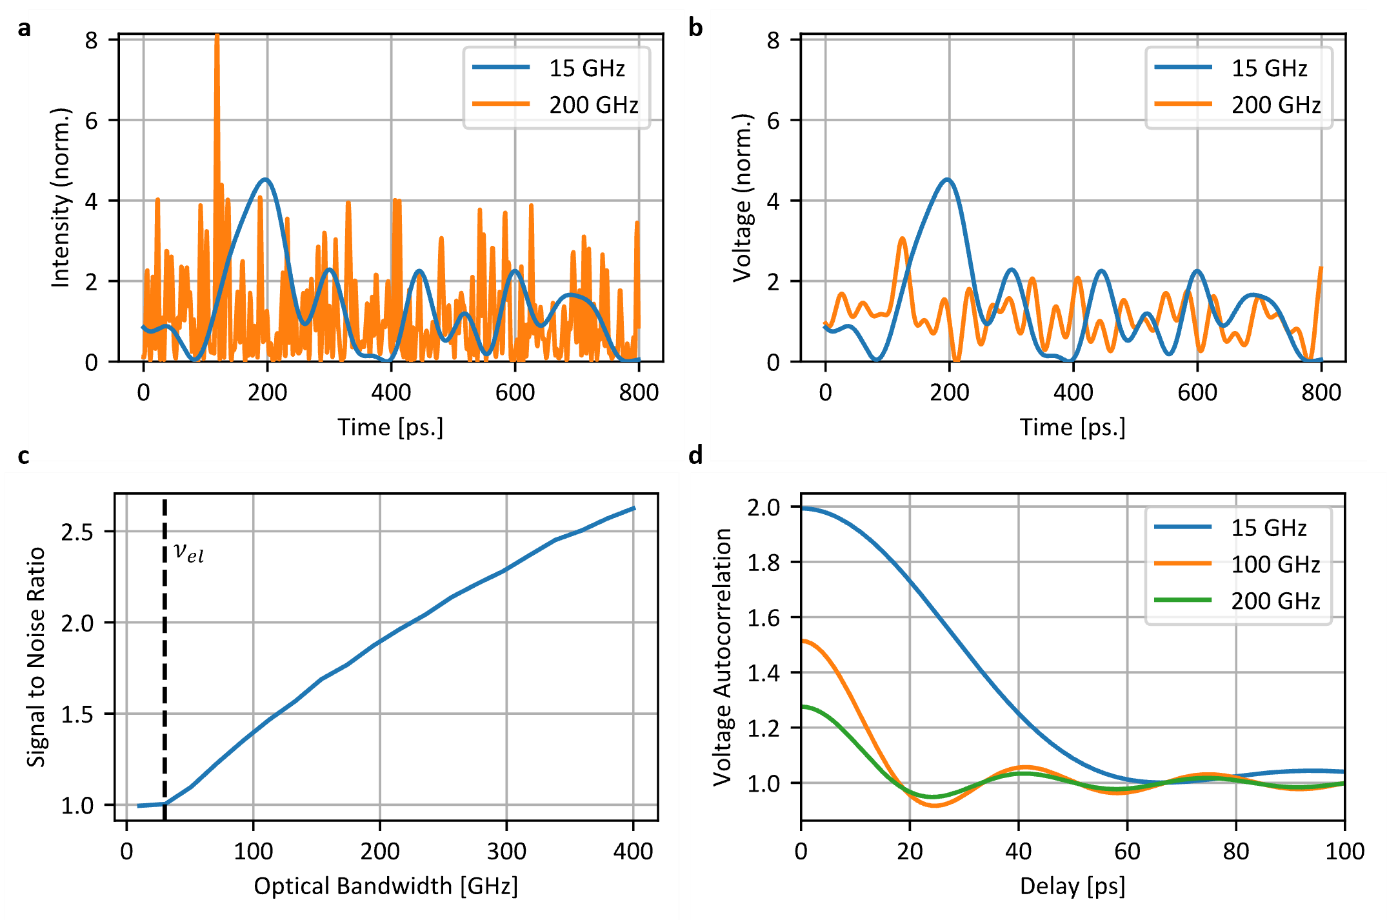 a
Intensity (norm.)
8
6
4
2
0
0 200 400 600 800
Time [ps.]
15 GHz
200 GHz
b
Voltage (norm.)
8
6
4
2
0
0 200 400 600 800
Time [ps.]
15 GHz
200 GHz
c
Signal to Noise Ratio
2.5
2.0
1.5
1.0
0 100 200 300 400
Optical Bandwidth [GHz]
ν_el
d
Voltage Autocorrelation
2.0
1.8
1.6
1.4
1.2
1.0
0 20 40 60 80 100
Delay [ps]
15 GHz
100 GHz
200 GHz